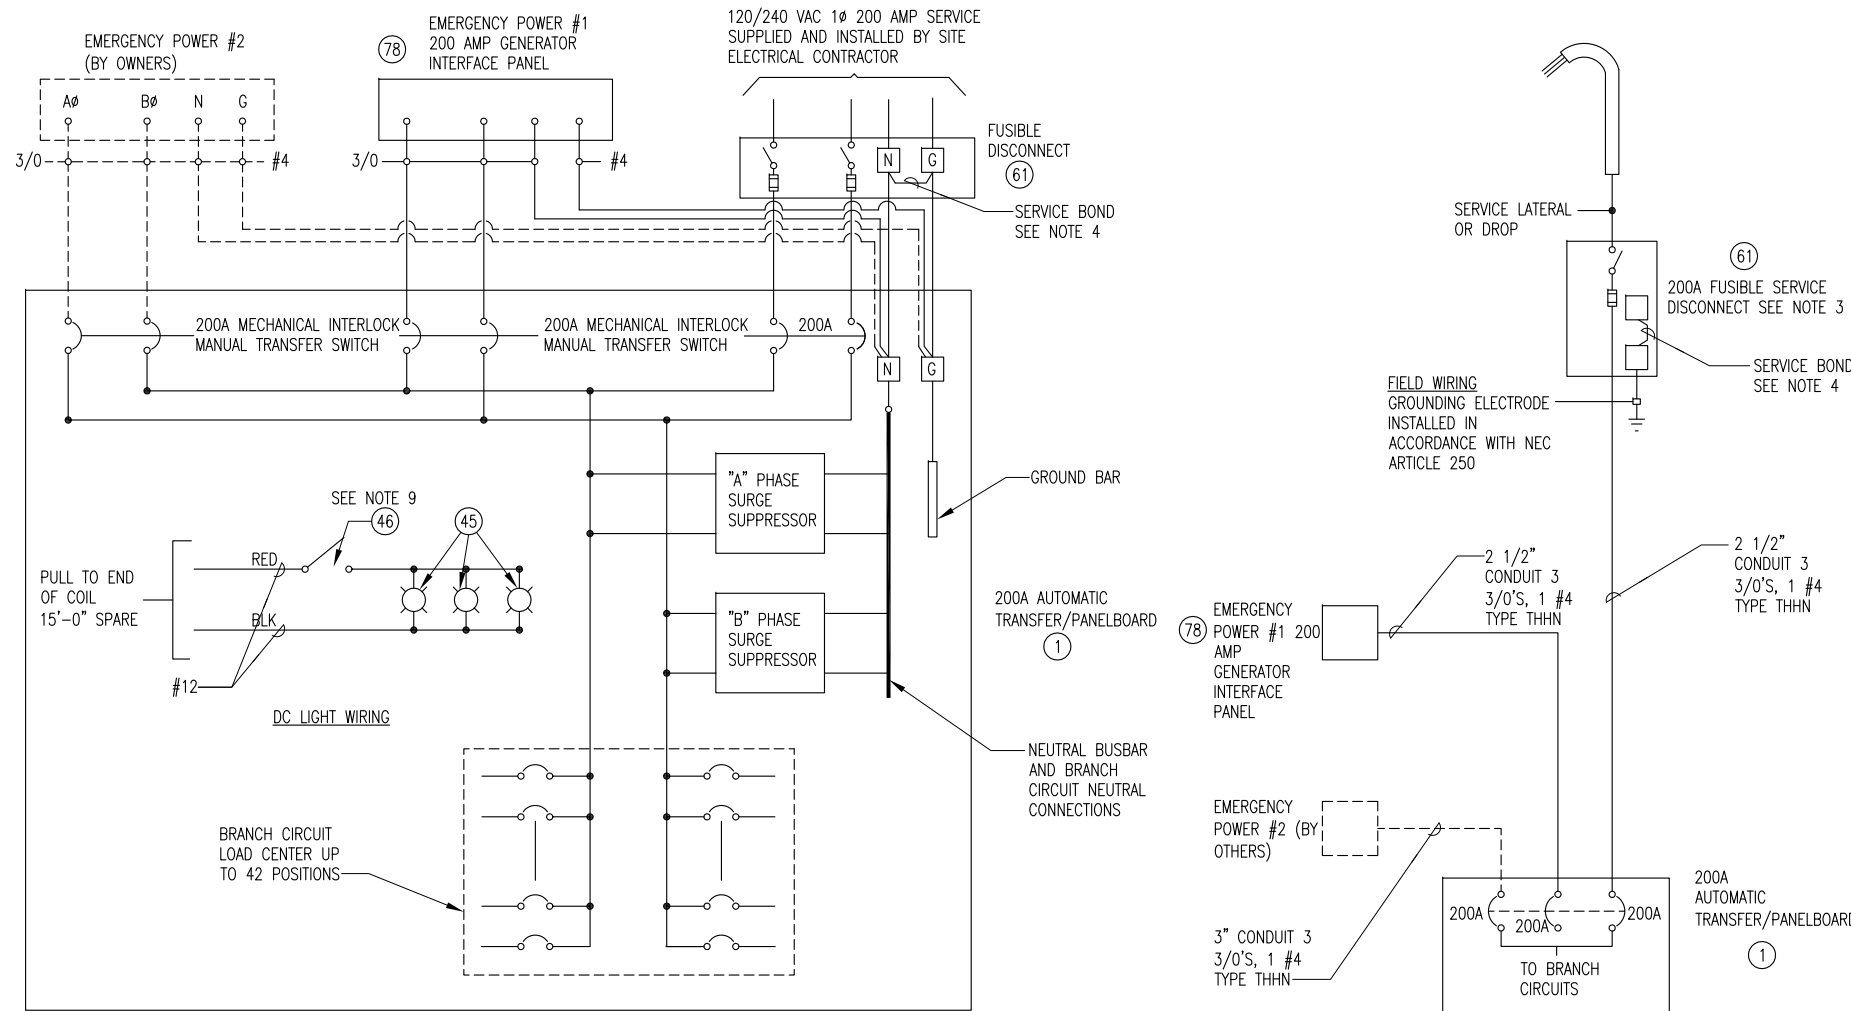 EMERGENCY POWER #2
(BY OWNERS)
AØ
BØ
N
G
3/0
#4
78
EMERGENCY POWER #1
200 AMP GENERATOR
INTERFACE PANEL
3/0
#4
120/240 VAC 1Ø 200 AMP SERVICE
SUPPLIED AND INSTALLED BY SITE
ELECTRICAL CONTRACTOR
N
G
FUSIBLE
DISCONNECT
61
SERVICE BOND
SEE NOTE 4
200A MECHANICAL INTERLOCK
MANUAL TRANSFER SWITCH
200A MECHANICAL INTERLOCK
MANUAL TRANSFER SWITCH
200A
N
G
"A" PHASE
SURGE
SUPPRESSOR
GROUND BAR
SEE NOTE 9
46
45
RED
BLK
PULL TO END
OF COIL
15'-0" SPARE
#12
DC LIGHT WIRING
"B" PHASE
SURGE
SUPPRESSOR
200A AUTOMATIC
TRANSFER/PANELBOARD
1
NEUTRAL BUSBAR
AND BRANCH
CIRCUIT NEUTRAL
CONNECTIONS
BRANCH CIRCUIT
LOAD CENTER UP
TO 42 POSITIONS
SERVICE LATERAL
OR DROP
61
200A FUSIBLE SERVICE
DISCONNECT SEE NOTE 3
SERVICE BOND
SEE NOTE 4
FIELD WIRING
GROUNDING ELECTRODE
INSTALLED IN
ACCORDANCE WITH NEC
ARTICLE 250
2 1/2"
CONDUIT 3
3/0'S, 1 #4
TYPE THHN
2 1/2"
CONDUIT 3
3/0'S, 1 #4
TYPE THHN
78
EMERGENCY
POWER #1 200
AMP
GENERATOR
INTERFACE
PANEL
EMERGENCY
POWER #2 (BY
OTHERS)
3" CONDUIT 3
3/0'S, 1 #4
TYPE THHN
200A
200A
200A
TO BRANCH
CIRCUITS
200A
AUTOMATIC
TRANSFER/PANELBOARD
1